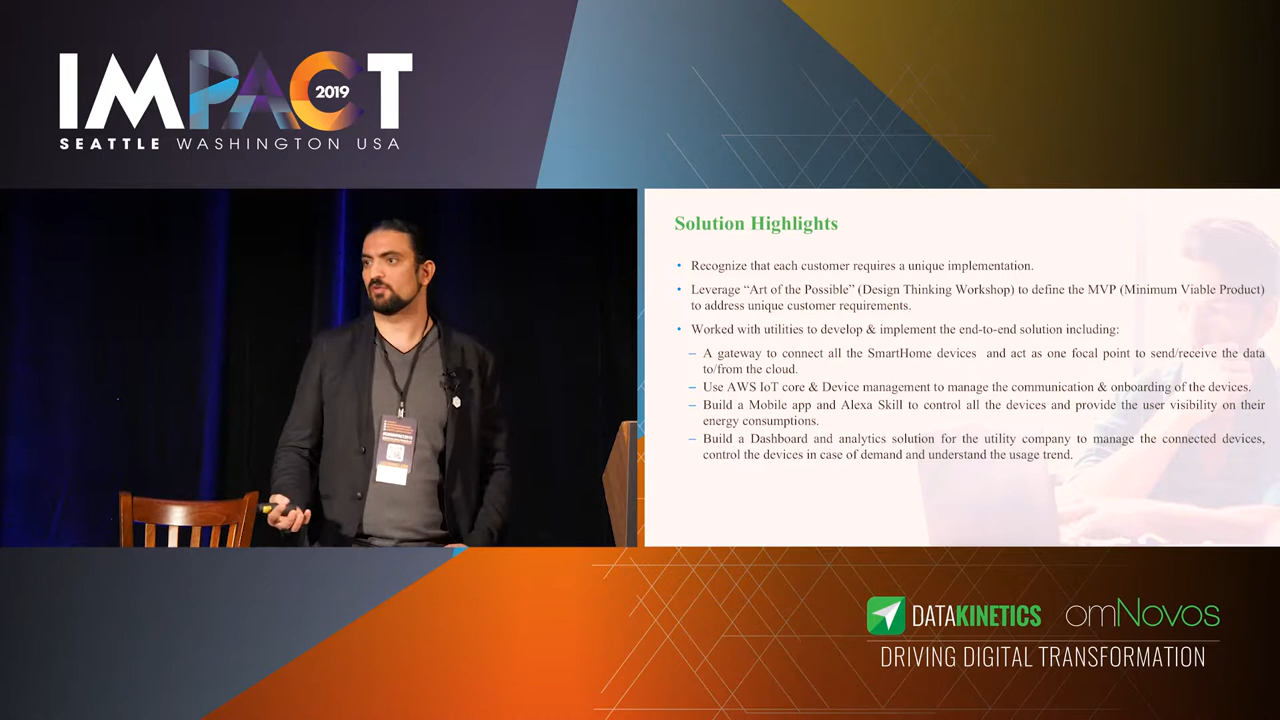 IMPACT
2019
SEATTLE WASHINGTON USA
Solution Highlights
• Recognize that each customer requires a unique implementation.
• Leverage “Art of the Possible” (Design Thinking Workshop) to define the MVP (Minimum Viable Product)
to address unique customer requirements.
• Worked with utilities to develop & implement the end-to-end solution including:
– A gateway to connect all the SmartHome devices and act as one focal point to send/receive the data
to/from the cloud.
– Use AWS IoT core & Device management to manage the communication & onboarding of the devices.
– Build a Mobile app and Alexa Skill to control all the devices and provide the user visibility on their
energy consumptions.
– Build a Dashboard and analytics solution for the utility company to manage the connected devices,
control the devices in case of demand and understand the usage trend.
DATAKINETICS omNovos
DRIVING DIGITAL TRANSFORMATION